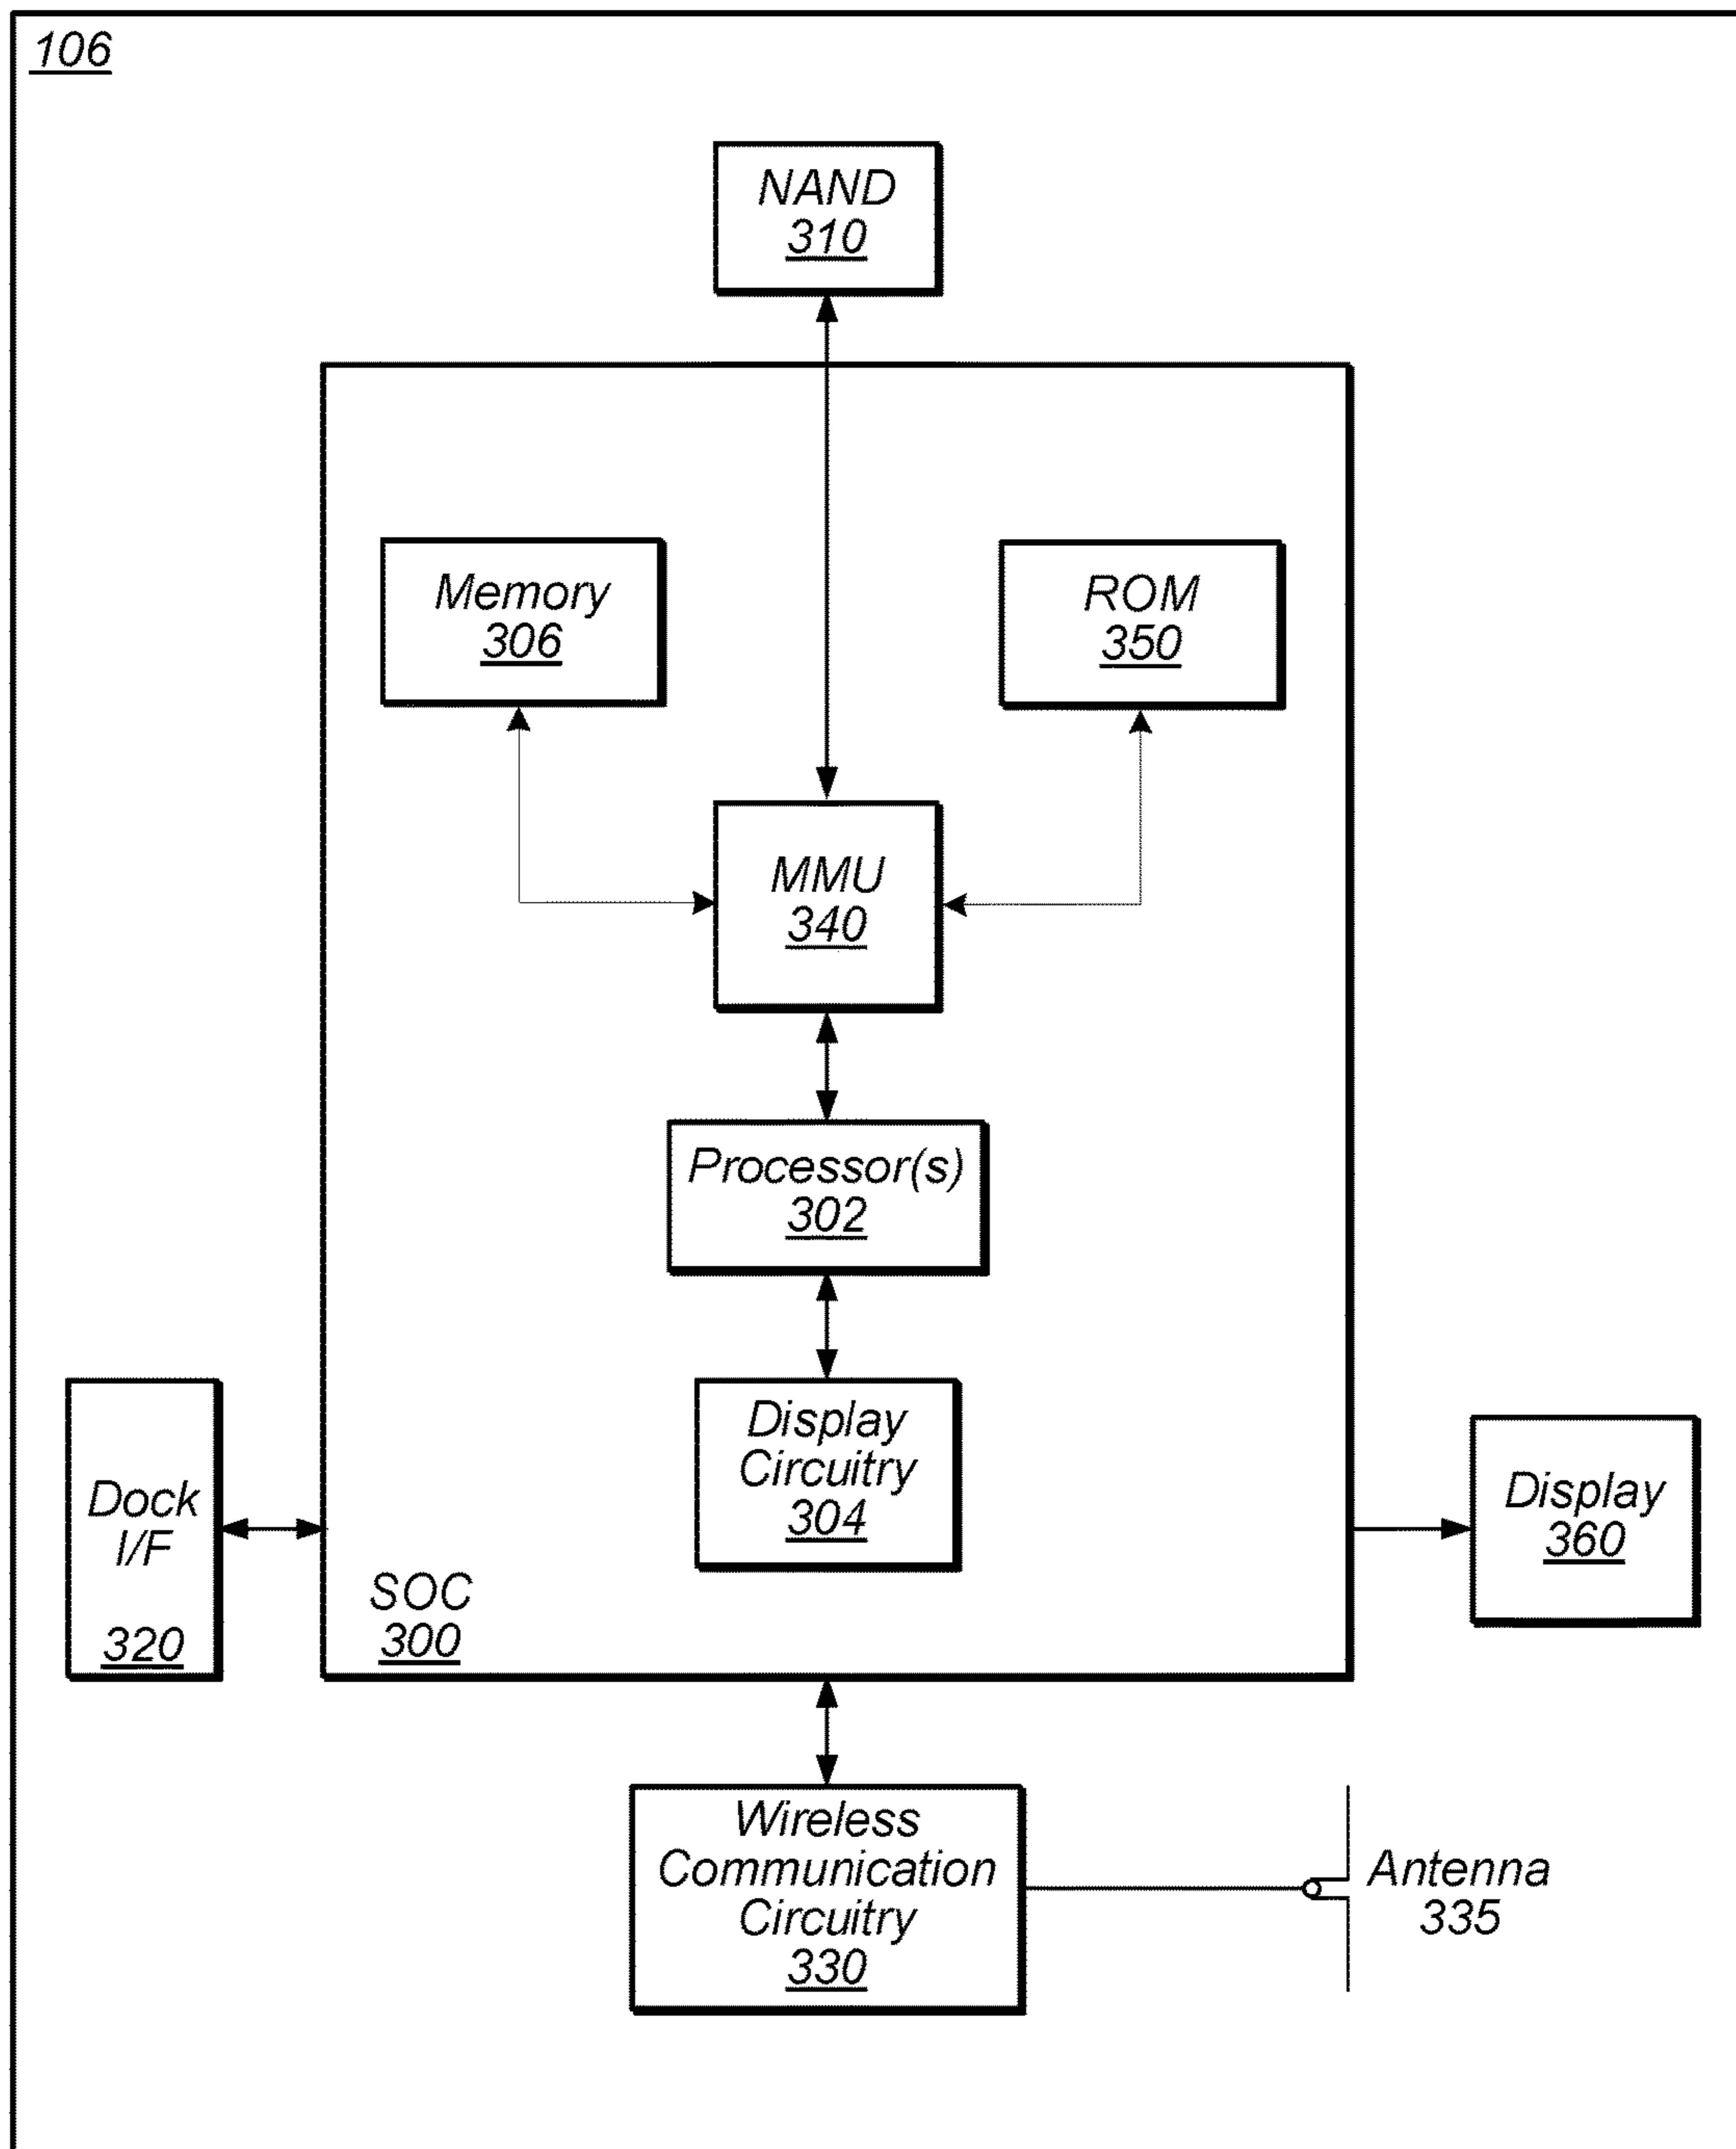 106
NAND
310
Memory
306
ROM
350
MMU
340
Processor(s)
302
Display
Circuitry
304
Dock
I/F
320
Display
360
SOC
300
Wireless
Communication
Circuitry
330
Antenna
335